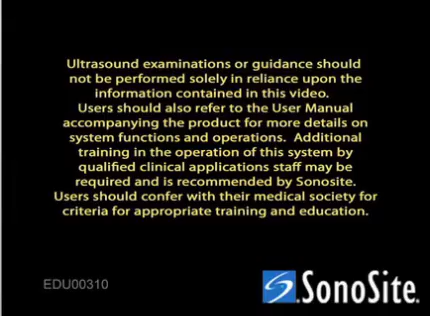 Ultrasound examinations or guidance should
not be performed solely in reliance upon the
information contained in this video.
Users should also refer to the User Manual
accompanying the product for more details on
system functions and operations.  Additional
training in the operation of this system by
qualified clinical applications staff may be
required and is recommended by Sonosite.
Users should confer with their medical society for
criteria for appropriate training and education.
EDU00310
SonoSite.